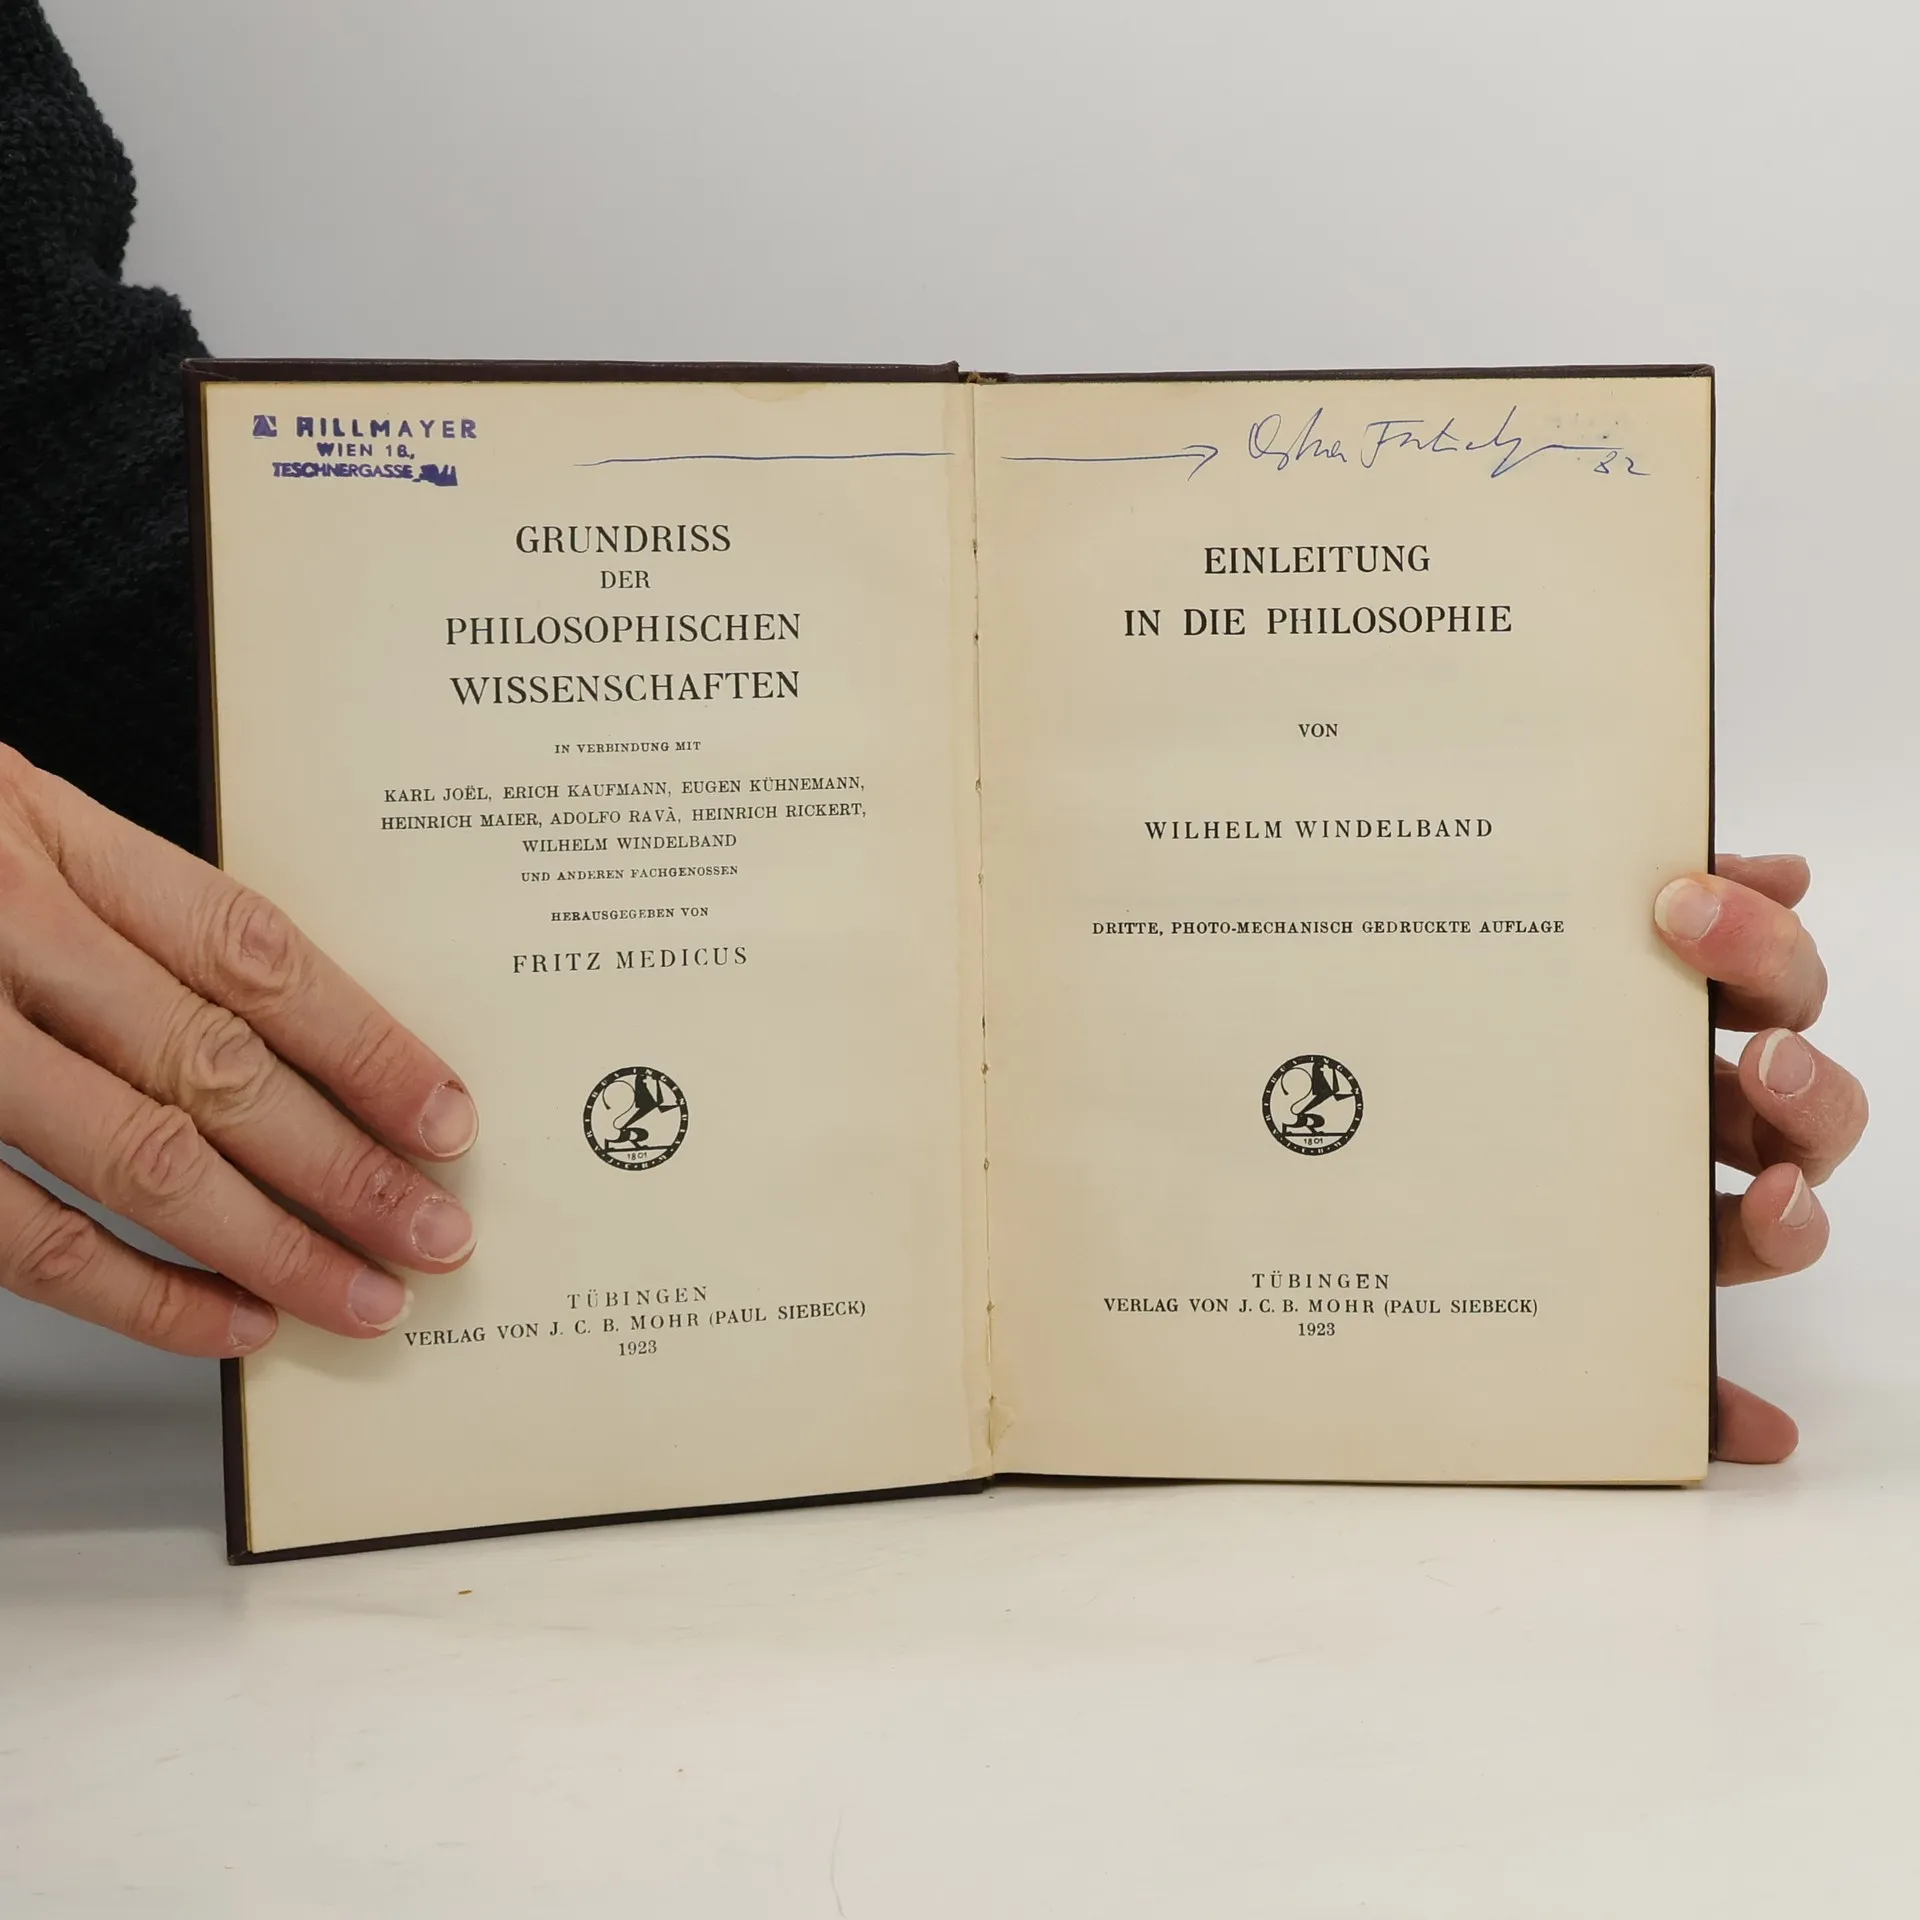 HILLMAYER
WIEN 18,
TESCHNERGASSE
GRUNDRISS
DER
PHILOSOPHISCHEN
WISSENSCHAFTEN
IN VERBINDUNG MIT
KARL JOËL, ERICH KAUFMANN, EUGEN KÜHNEMANN,
HEINRICH MAIER, ADOLFO RAVÀ, HEINRICH RICKERT,
WILHELM WINDELBAND
UND ANDEREN FACHGENOSSEN
HERAUSGEGEBEN VON
FRITZ MEDICUS
1801
TÜBINGEN
VERLAG VON J. C. B. MOHR (PAUL SIEBECK)
1923
82
EINLEITUNG
IN DIE PHILOSOPHIE
VON
WILHELM WINDELBAND
DRITTE, PHOTO-MECHANISCH GEDRUCKTE AUFLAGE
1801
TÜBINGEN
VERLAG VON J. C. B. MOHR (PAUL SIEBECK)
1923